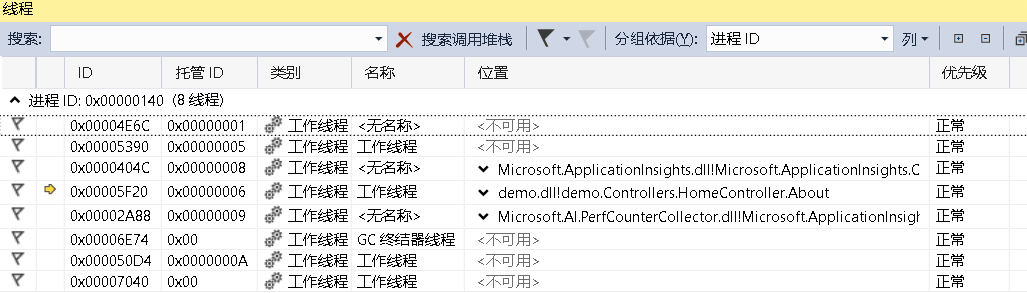 线程
搜索: 搜索调用堆栈 分组依据(Y): 进程 ID 列
ID 托管 ID 类别 名称 位置 优先级
进程 ID: 0x00000140 (8 线程)
0x00004E6C 0x00000001 工作线程 <无名称> <不可用> 正常
0x00005390 0x00000005 工作线程 工作线程 <不可用> 正常
0x0000404C 0x00000008 工作线程 <无名称> Microsoft.ApplicationInsights.dll!Microsoft.ApplicationInsights.C 正常
0x00005F20 0x00000006 工作线程 工作线程 demo.dll!demo.Controllers.HomeController.About 正常
0x00002A88 0x00000009 工作线程 <无名称> Microsoft.AI.PerfCounterCollector.dll!Microsoft.ApplicationInsigh 正常
0x00006E74 0x00 工作线程 GC 终结器线程 <不可用> 正常
0x000050D4 0x0000000A 工作线程 工作线程 <不可用> 正常
0x00007040 0x00 工作线程 工作线程 <不可用> 正常